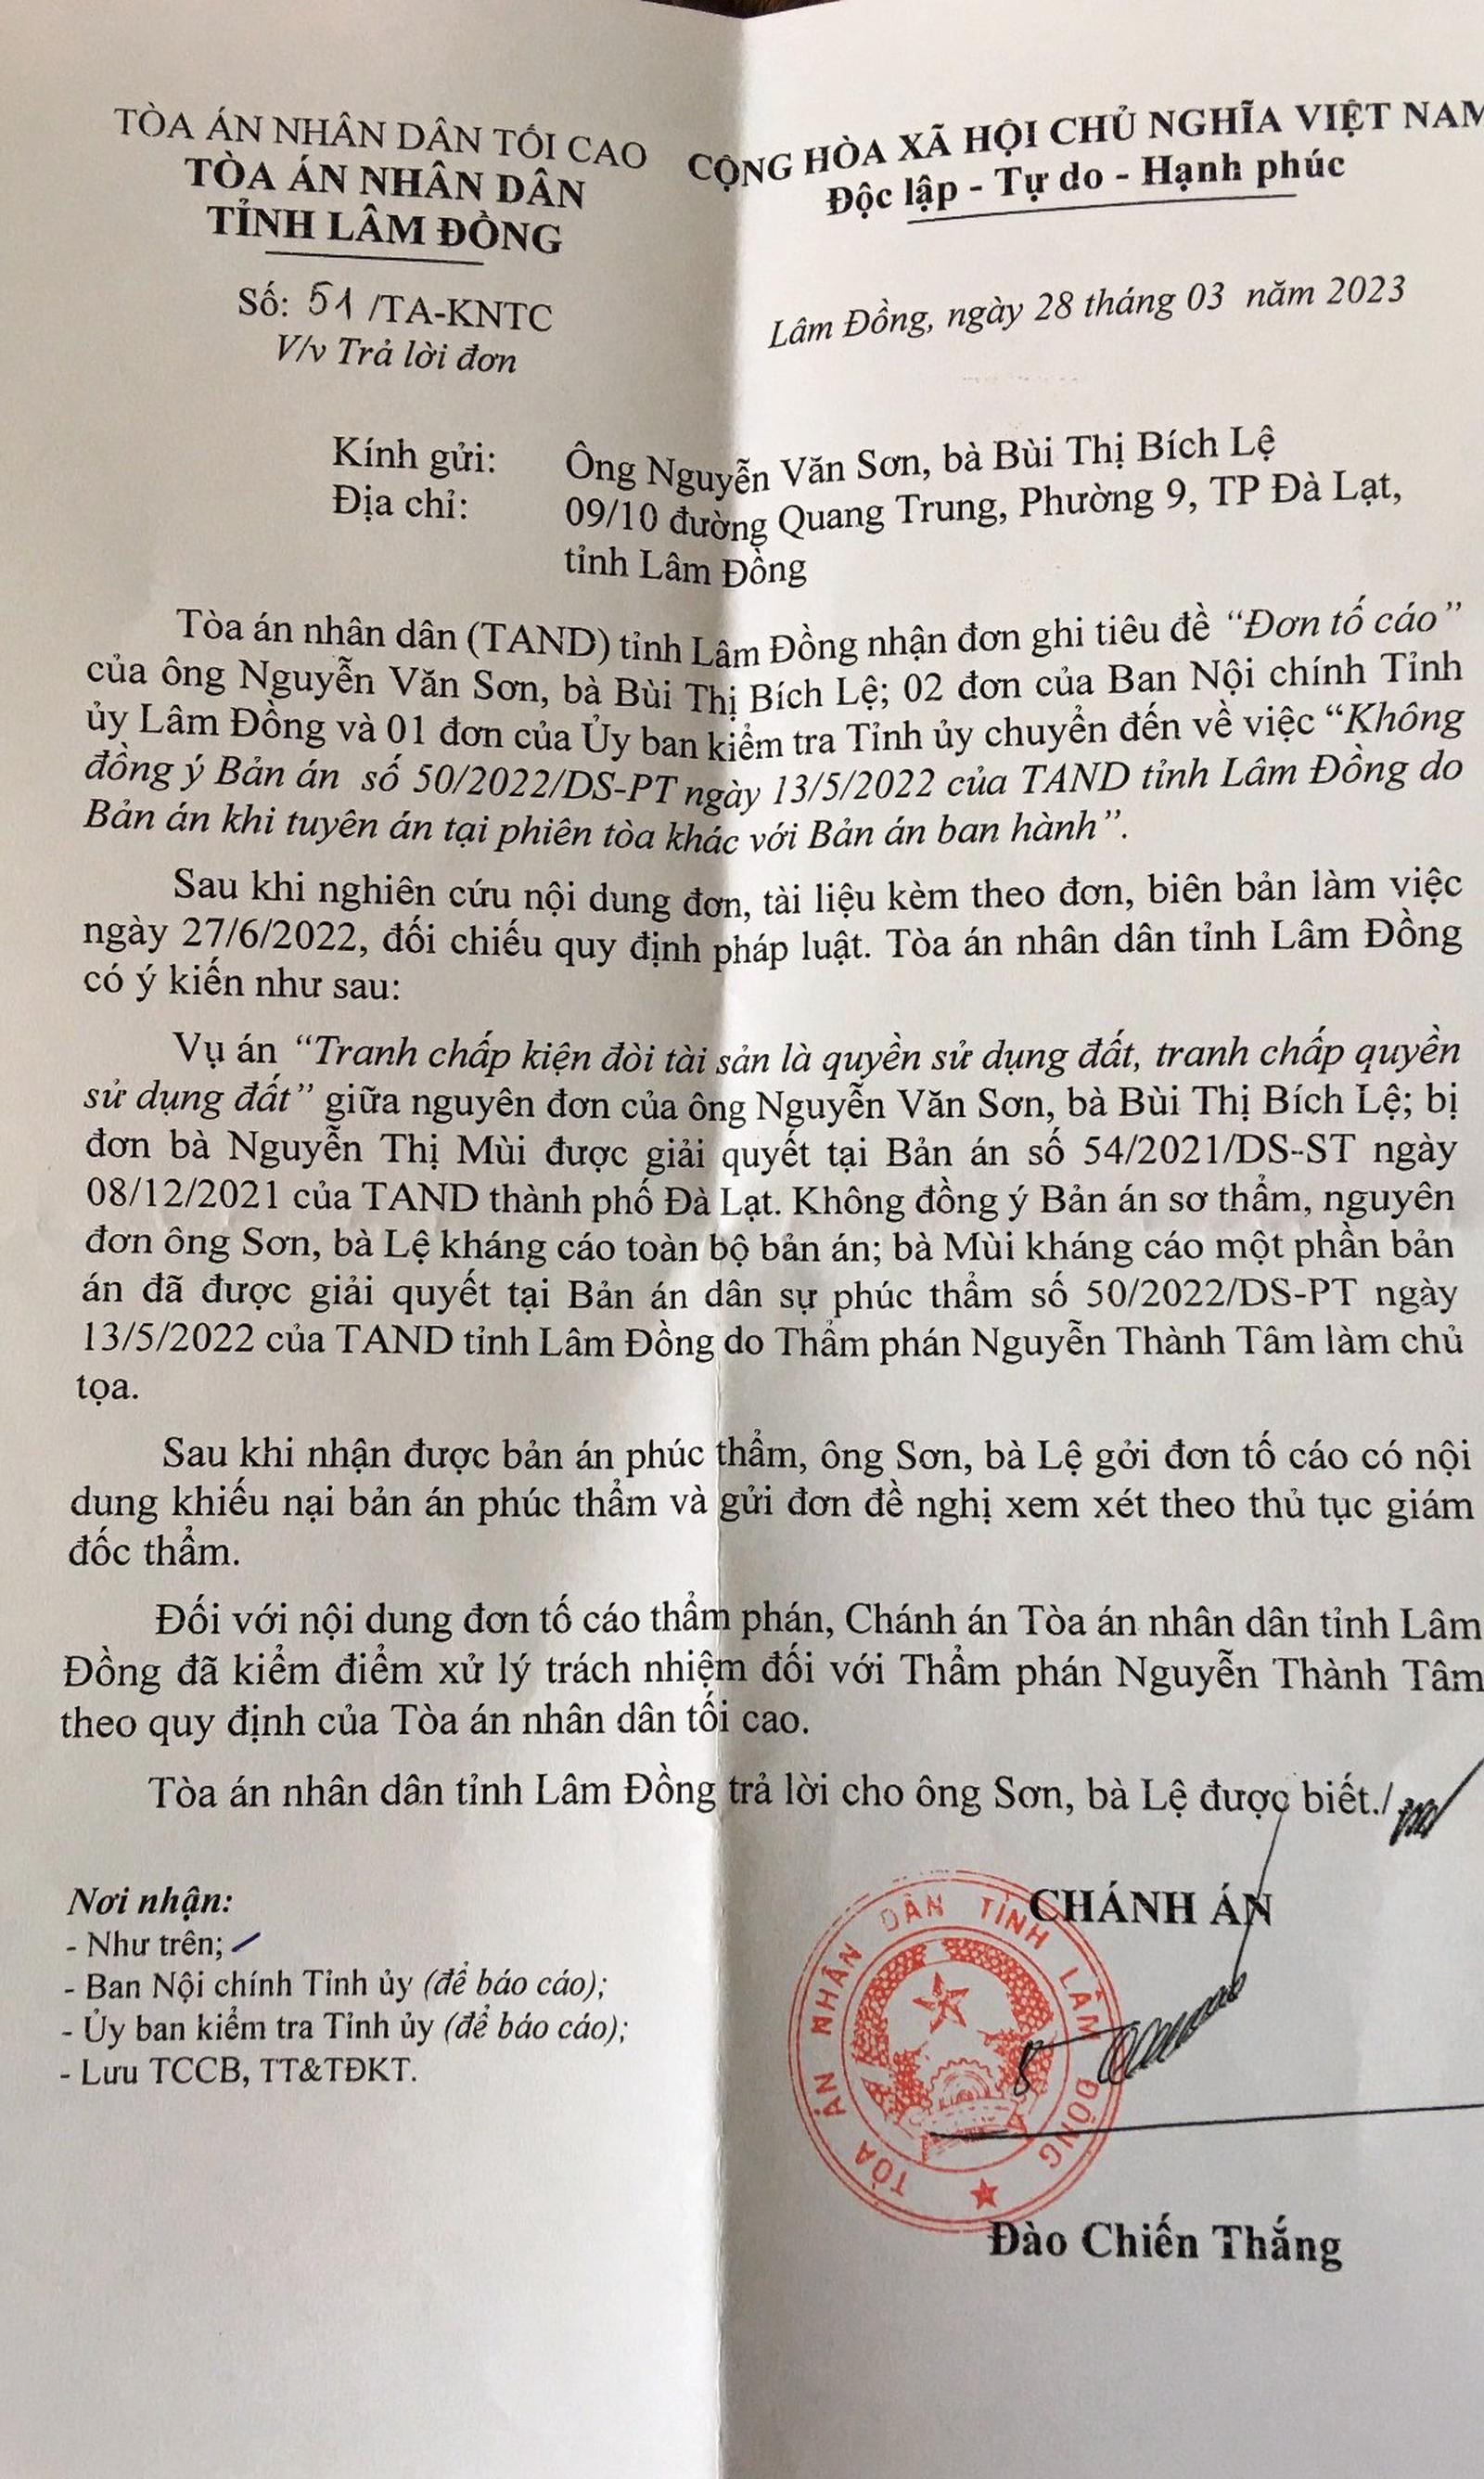 TÒA ÁN NHÂN DÂN TỐI CAO
TÒA ÁN NHÂN DÂN
TỈNH LÂM ĐỒNG
CỘNG HÒA XÃ HỘI CHỦ NGHĨA VIỆT NAM
Độc lập - Tự do - Hạnh phúc
Số: 51 /TA-KNTC
V/v Trả lời đơn
Lâm Đồng, ngày 28 tháng 03 năm 2023
Kính gửi: Ông Nguyễn Văn Sơn, bà Bùi Thị Bích Lệ
Địa chỉ: 09/10 đường Quang Trung, Phường 9, TP Đà Lạt,
tỉnh Lâm Đồng
Tòa án nhân dân (TAND) tỉnh Lâm Đồng nhận đơn ghi tiêu đề “Đơn tố cáo”
của ông Nguyễn Văn Sơn, bà Bùi Thị Bích Lệ; 02 đơn của Ban Nội chính Tỉnh
ủy Lâm Đồng và 01 đơn của Ủy ban kiểm tra Tỉnh ủy chuyển đến về việc “Không
đồng ý Bản án số 50/2022/DS-PT ngày 13/5/2022 của TAND tỉnh Lâm Đồng do
Bản án khi tuyên án tại phiên tòa khác với Bản án ban hành”.
Sau khi nghiên cứu nội dung đơn, tài liệu kèm theo đơn, biên bản làm việc
ngày 27/6/2022, đối chiếu quy định pháp luật. Tòa án nhân dân tỉnh Lâm Đồng
có ý kiến như sau:
Vụ án “Tranh chấp kiện đòi tài sản là quyền sử dụng đất, tranh chấp quyền
sử dụng đất” giữa nguyên đơn của ông Nguyễn Văn Sơn, bà Bùi Thị Bích Lệ; bị
đơn bà Nguyễn Thị Mùi được giải quyết tại Bản án số 54/2021/DS-ST ngày
08/12/2021 của TAND thành phố Đà Lạt. Không đồng ý Bản án sơ thẩm, nguyên
đơn ông Sơn, bà Lệ kháng cáo toàn bộ bản án; bà Mùi kháng cáo một phần bản
án đã được giải quyết tại Bản án dân sự phúc thẩm số 50/2022/DS-PT ngày
13/5/2022 của TAND tỉnh Lâm Đồng do Thẩm phán Nguyễn Thành Tâm làm chủ
tọa.
Sau khi nhận được bản án phúc thẩm, ông Sơn, bà Lệ gởi đơn tố cáo có nội
dung khiếu nại bản án phúc thẩm và gửi đơn đề nghị xem xét theo thủ tục giám
đốc thẩm.
Đối với nội dung đơn tố cáo thẩm phán, Chánh án Tòa án nhân dân tỉnh Lâm
Đồng đã kiểm điểm xử lý trách nhiệm đối với Thẩm phán Nguyễn Thành Tâm
theo quy định của Tòa án nhân dân tối cao.
Tòa án nhân dân tỉnh Lâm Đồng trả lời cho ông Sơn, bà Lệ được biết./
Nơi nhận:
- Như trên;
- Ban Nội chính Tỉnh ủy (để báo cáo);
- Ủy ban kiểm tra Tỉnh ủy (để báo cáo);
- Lưu TCCB, TT&TĐKT.
CHÁNH ÁN
TÒA ÁN NHÂN DÂN TỈNH LÂM ĐỒNG
Đào Chiến Thắng